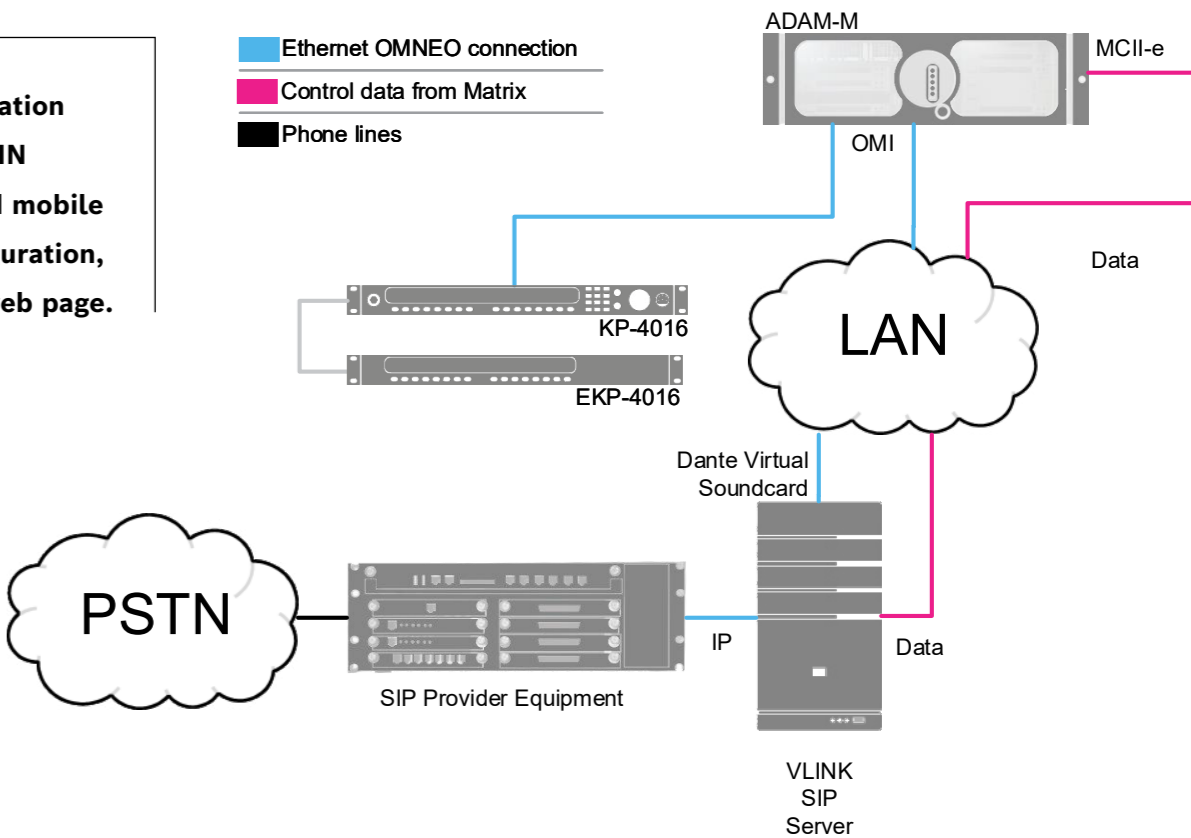 ation
IN
l mobile
uration,
eb page.
Ethernet OMNEO connection
Control data from Matrix
Phone lines
ADAM-M
MCII-e
OMI
Data
LAN
KP-4016
EKP-4016
Dante Virtual
Soundcard
PSTN
IP
Data
SIP Provider Equipment
VLINK
SIP
Server